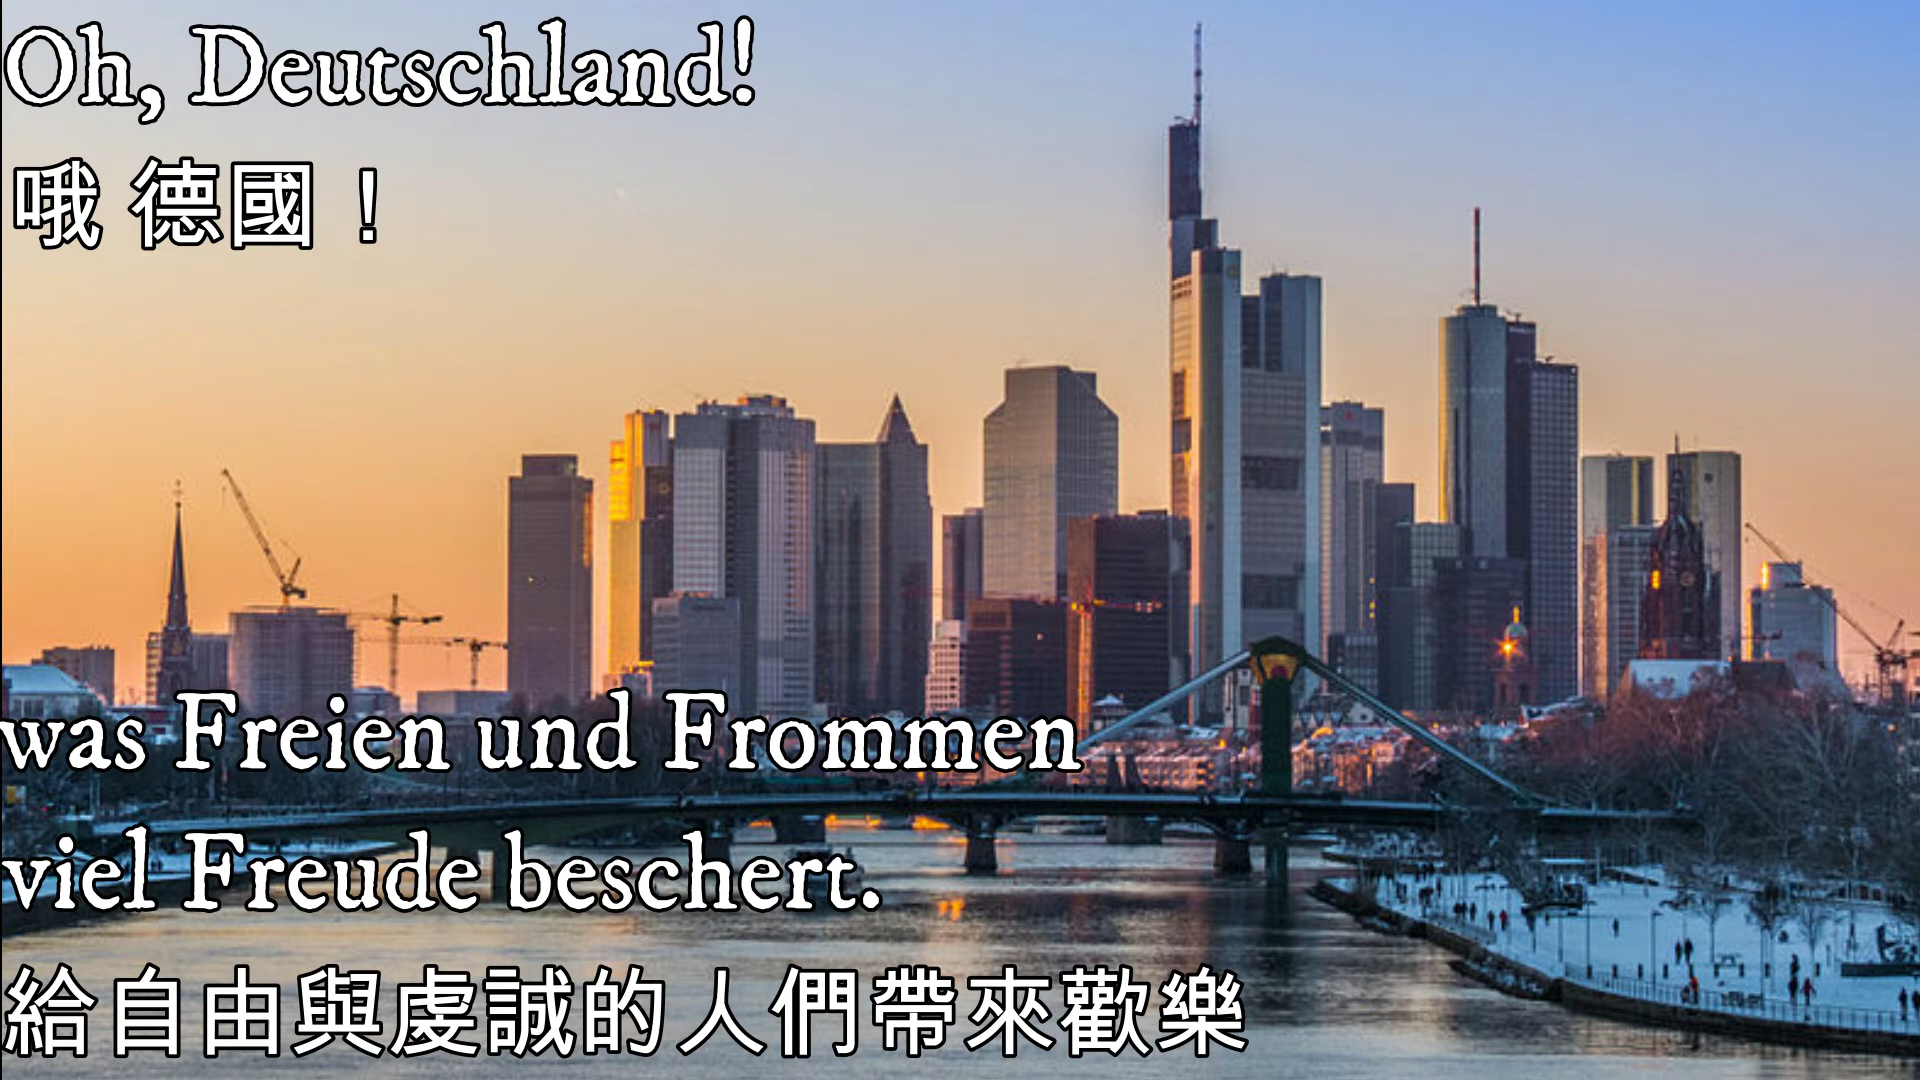 Oh, Deutschland!
哦 德國！
was Freien und Frommen
viel Freude beschert.
給自由與虔誠的人們帶來歡樂